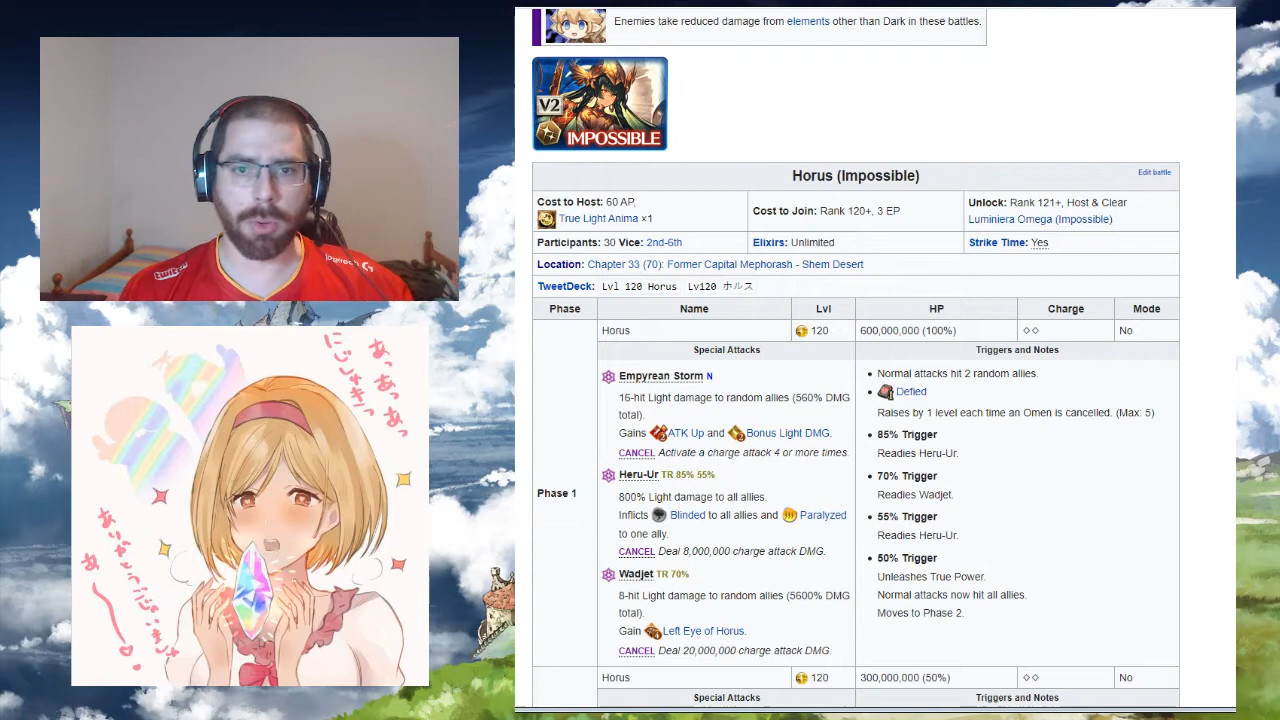 Enemies take reduced damage from elements other than Dark in these battles.
V2
IMPOSSIBLE
Horus (Impossible)
Edit battle
Cost to Host: 60 AP.
True Light Anima ×1
Cost to Join: Rank 120+, 3 EP
Unlock: Rank 121+, Host & Clear
Luminiera Omega (Impossible)
Participants: 30 Vice: 2nd-6th
Elixirs: Unlimited
Strike Time: Yes
Location: Chapter 33 (70): Former Capital Mephorash - Shem Desert
TweetDeck: Lvl 120 Horus Lv120 ホルス
Phase
Name
Lvl
HP
Charge
Mode
Phase 1
Horus
120
600,000,000 (100%)
◇◇
No
Special Attacks
Triggers and Notes
Empyrean Storm N
16-hit Light damage to random allies (560% DMG
total).
Gains ATK Up and Bonus Light DMG.
CANCEL Activate a charge attack 4 or more times.
Heru-Ur TR 85% 55%
800% Light damage to all allies.
Inflicts Blinded to all allies and Paralyzed
to one ally.
CANCEL Deal 8,000,000 charge attack DMG.
Wadjet TR 70%
8-hit Light damage to random allies (5600% DMG
total).
Gain Left Eye of Horus.
CANCEL Deal 20,000,000 charge attack DMG.
• Normal attacks hit 2 random allies.
• Defied
Raises by 1 level each time an Omen is cancelled. (Max: 5)
• 85% Trigger
Readies Heru-Ur.
• 70% Trigger
Readies Wadjet.
• 55% Trigger
Readies Heru-Ur.
• 50% Trigger
Unleashes True Power.
Normal attacks now hit all allies.
Moves to Phase 2.
Horus
120
300,000,000 (50%)
◇◇
No
Special Attacks
Triggers and Notes
twitch
logitech G
あっあっあっ